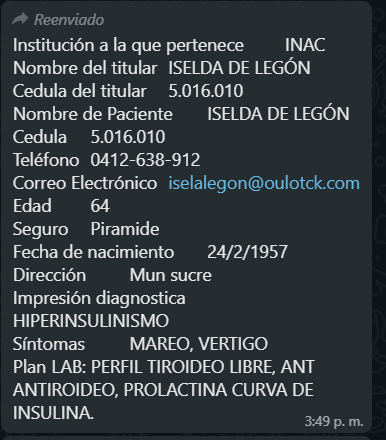 Reenviado
Institución a la que pertenece INAC
Nombre del titular ISELDA DE LEGÓN
Cedula del titular 5.016.010
Nombre de Paciente ISELDA DE LEGÓN
Cedula 5.016.010
Teléfono 0412-638-912
Correo Electrónico iselalegon@oulotck.com
Edad 64
Seguro Piramide
Fecha de nacimiento 24/2/1957
Dirección Mun sucre
Impresión diagnostica
HIPERINSULINISMO
Síntomas MAREO, VERTIGO
Plan LAB: PERFIL TIROIDEO LIBRE, ANT
ANTIROIDEO, PROLACTINA CURVA DE
INSULINA.
3:49 p. m.